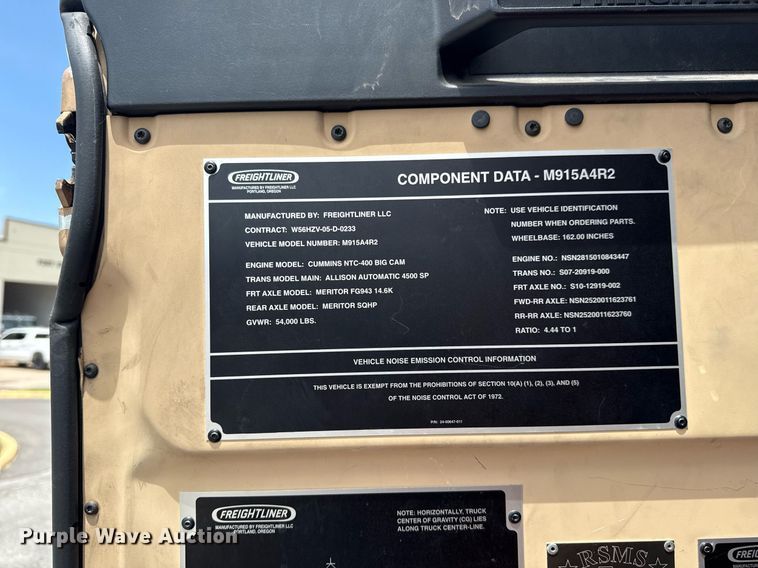 FREIGHTLINER
FREIGHTLINER
MANUFACTURED BY FREIGHTLINER LLC
PORTLAND, OREGON
COMPONENT DATA - M915A4R2
MANUFACTURED BY: FREIGHTLINER LLC
CONTRACT: W56HZV-05-D-0233
VEHICLE MODEL NUMBER: M915A4R2
ENGINE MODEL: CUMMINS NTC-400 BIG CAM
TRANS MODEL MAIN: ALLISON AUTOMATIC 4500 SP
FRT AXLE MODEL: MERITOR FG943 14.6K
REAR AXLE MODEL: MERITOR SQHP
GVWR: 54,000 LBS.
NOTE: USE VEHICLE IDENTIFICATION
NUMBER WHEN ORDERING PARTS.
WHEELBASE: 162.00 INCHES
ENGINE NO.: NSN2815010843447
TRANS NO.: S07-20919-000
FRT AXLE NO.: S10-12919-002
FWD-RR AXLE: NSN2520011623761
RR-RR AXLE: NSN2520011623760
RATIO: 4.44 TO 1
VEHICLE NOISE EMISSION CONTROL INFORMATION
THIS VEHICLE IS EXEMPT FROM THE PROHIBITIONS OF SECTION 10(A) (1), (2), (3), AND (5)
OF THE NOISE CONTROL ACT OF 1972.
P/N: 24-00647-011
FREIGHTLINER
MANUFACTURED BY FREIGHTLINER LLC
PORTLAND, OREGON
NOTE: HORIZONTALLY, TRUCK
CENTER OF GRAVITY (CG) LIES
ALONG TRUCK CENTER-LINE.
RSMS
Purple Wave Auction